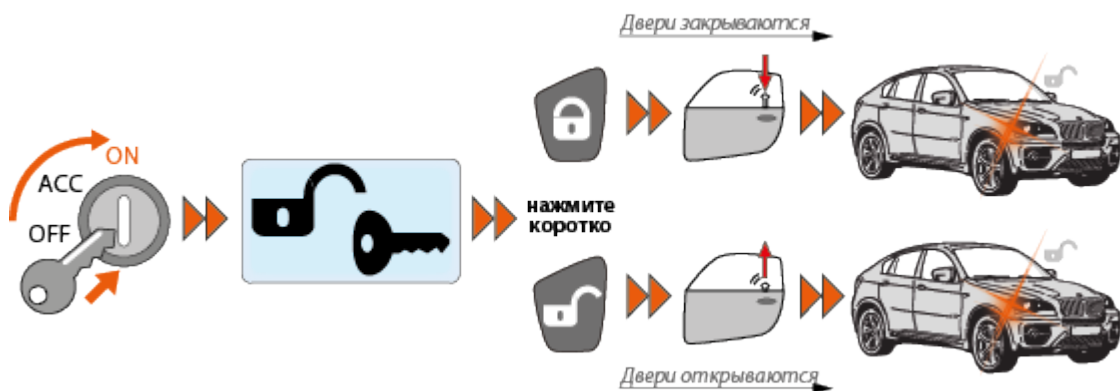 Двери закрываются
ON
ACC
OFF
нажмите
коротко
Двери открываются